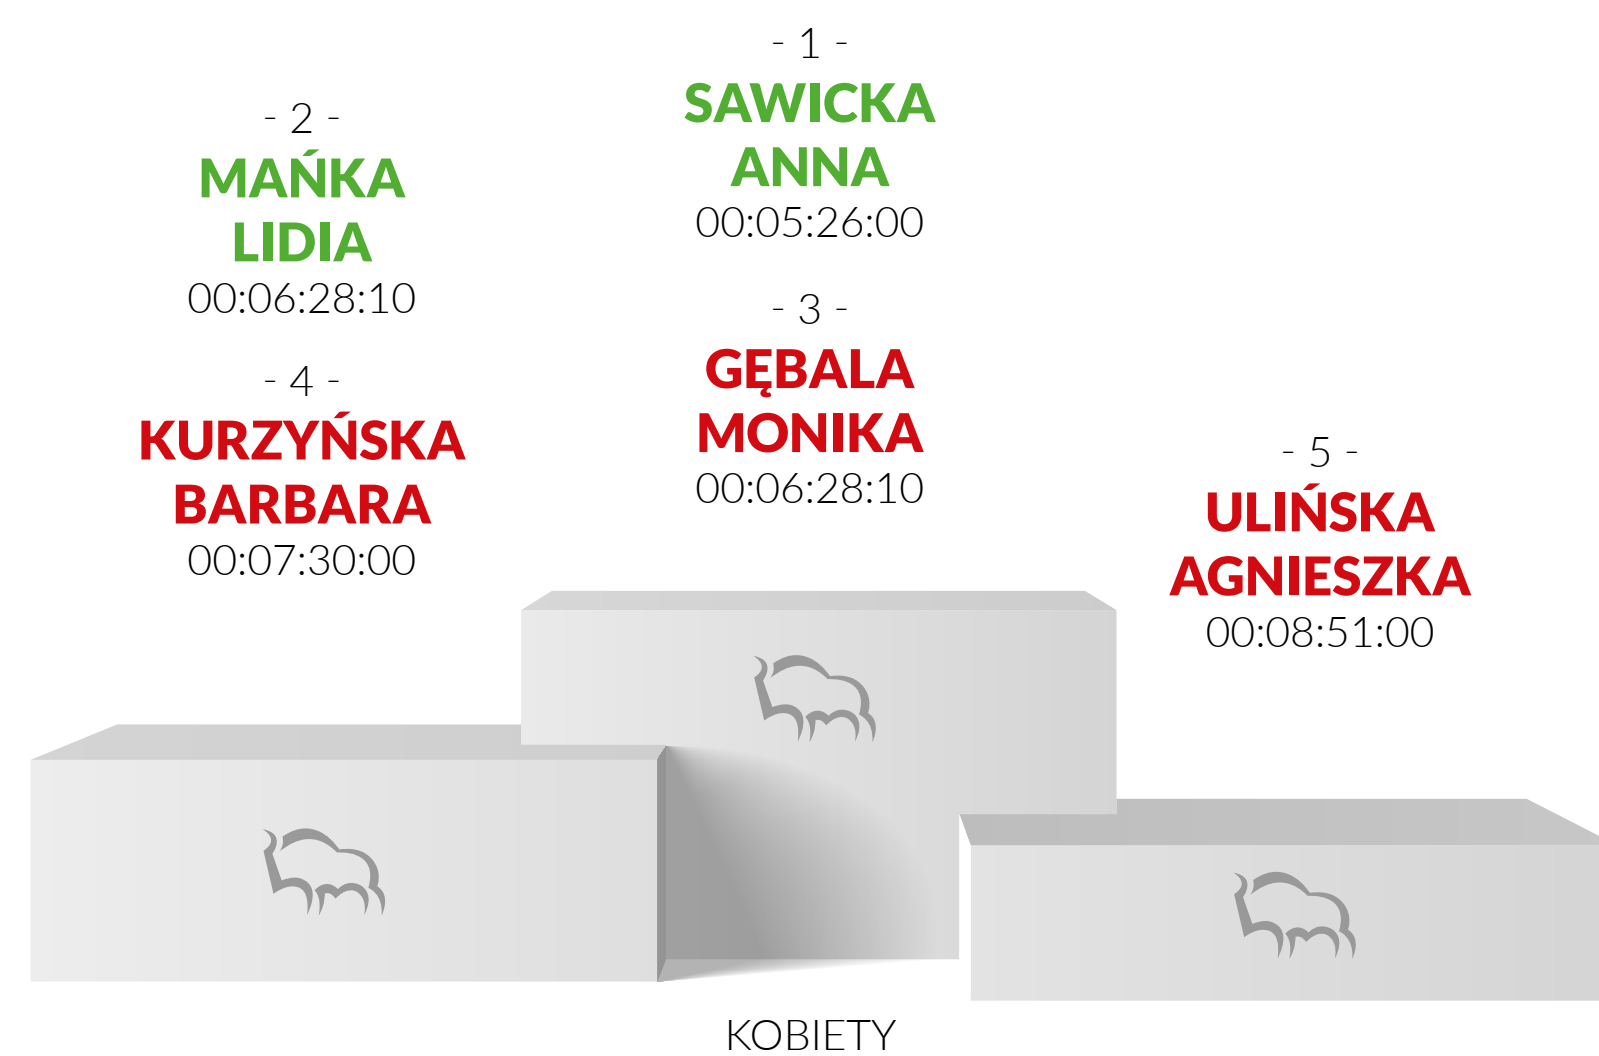 - 1 -
SAWICKA
ANNA
00:05:26:00
- 2 -
MAŃKA
LIDIA
00:06:28:10
- 3 -
GĘBALA
MONIKA
00:06:28:10
- 4 -
KURZYŃSKA
BARBARA
00:07:30:00
- 5 -
ULIŃSKA
AGNIESZKA
00:08:51:00
KOBIETY